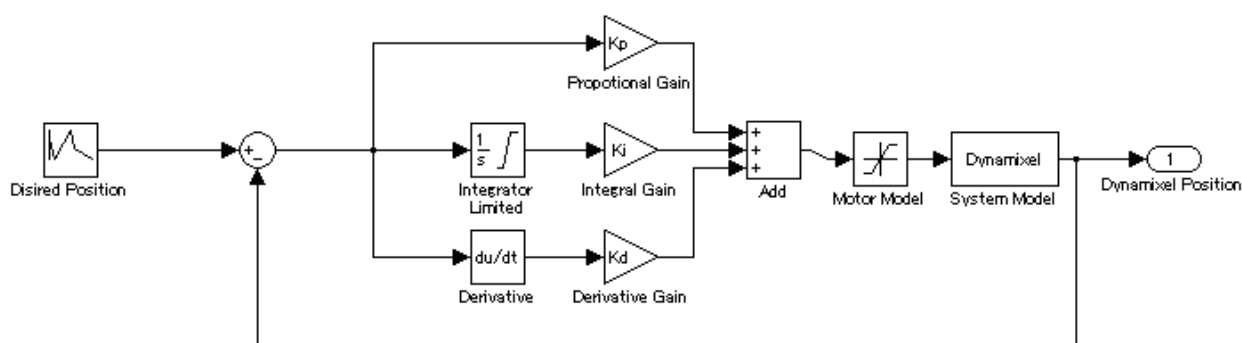 Kp
Propotional Gain
Disired Position
+
-
1
s
Integrator
Limited
Ki
Integral Gain
du/dt
Derivative
Kd
Derivative Gain
+
+
+
Add
Motor Model
Dynamixel
System Model
1
Dynamixel Position